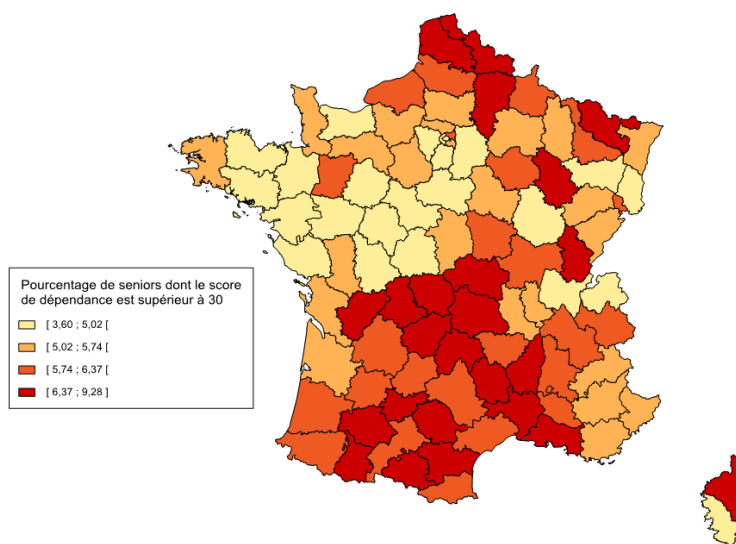 Pourcentage de seniors dont le score
de dépendance est supérieur à 30
[ 3,60 ; 5,02 [
[ 5,02 ; 5,74 [
[ 5,74 ; 6,37 [
[ 6,37 ; 9,28 ]